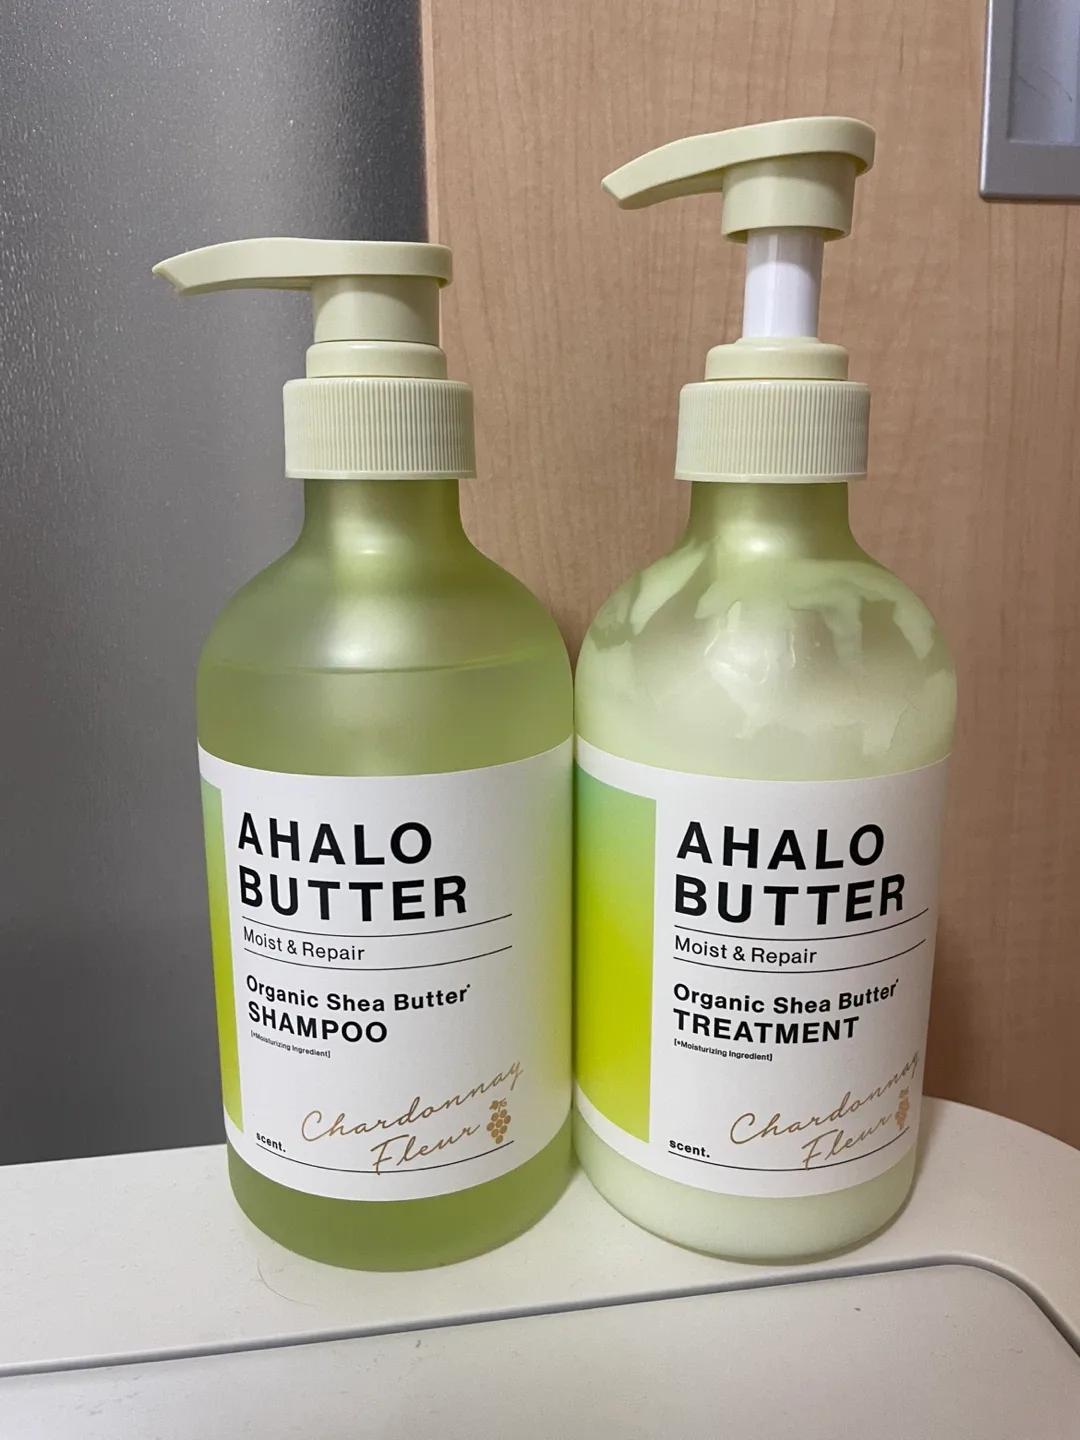 AHALO
BUTTER
Moist & Repair
Organic Shea Butter*
SHAMPOO
[*Moisturizing Ingredient]
scent.
Chardonnay
Fleur
AHALO
BUTTER
Moist & Repair
Organic Shea Butter*
TREATMENT
[*Moisturizing Ingredient]
scent.
Chardonnay
Fleur